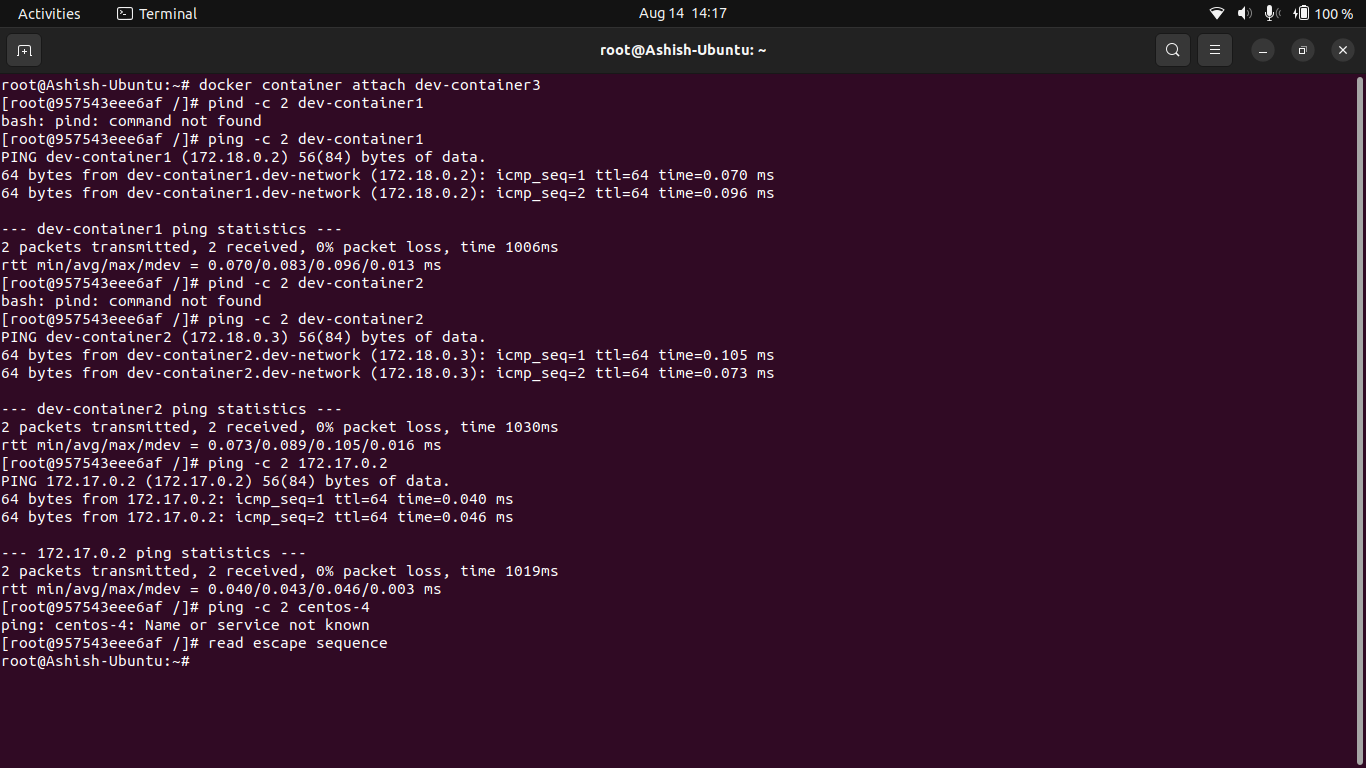 Activities Terminal Aug 14 14:17 100 %
root@Ashish-Ubuntu: ~
root@Ashish-Ubuntu:~# docker container attach dev-container3
[root@957543eee6af /]# pind -c 2 dev-container1
bash: pind: command not found
[root@957543eee6af /]# ping -c 2 dev-container1
PING dev-container1 (172.18.0.2) 56(84) bytes of data.
64 bytes from dev-container1.dev-network (172.18.0.2): icmp_seq=1 ttl=64 time=0.070 ms
64 bytes from dev-container1.dev-network (172.18.0.2): icmp_seq=2 ttl=64 time=0.096 ms

--- dev-container1 ping statistics ---
2 packets transmitted, 2 received, 0% packet loss, time 1006ms
rtt min/avg/max/mdev = 0.070/0.083/0.096/0.013 ms
[root@957543eee6af /]# pind -c 2 dev-container2
bash: pind: command not found
[root@957543eee6af /]# ping -c 2 dev-container2
PING dev-container2 (172.18.0.3) 56(84) bytes of data.
64 bytes from dev-container2.dev-network (172.18.0.3): icmp_seq=1 ttl=64 time=0.105 ms
64 bytes from dev-container2.dev-network (172.18.0.3): icmp_seq=2 ttl=64 time=0.073 ms

--- dev-container2 ping statistics ---
2 packets transmitted, 2 received, 0% packet loss, time 1030ms
rtt min/avg/max/mdev = 0.073/0.089/0.105/0.016 ms
[root@957543eee6af /]# ping -c 2 172.17.0.2
PING 172.17.0.2 (172.17.0.2) 56(84) bytes of data.
64 bytes from 172.17.0.2: icmp_seq=1 ttl=64 time=0.040 ms
64 bytes from 172.17.0.2: icmp_seq=2 ttl=64 time=0.046 ms

--- 172.17.0.2 ping statistics ---
2 packets transmitted, 2 received, 0% packet loss, time 1019ms
rtt min/avg/max/mdev = 0.040/0.043/0.046/0.003 ms
[root@957543eee6af /]# ping -c 2 centos-4
ping: centos-4: Name or service not known
[root@957543eee6af /]# read escape sequence
root@Ashish-Ubuntu:~#